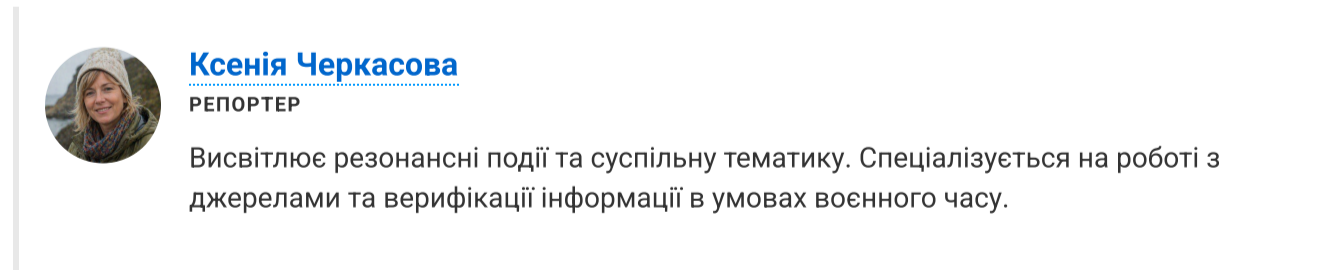 Ксенія Черкасова
РЕПОРТЕР
Висвітлює резонансні події та суспільну тематику. Спеціалізується на роботі з
джерелами та верифікації інформації в умовах воєнного часу.